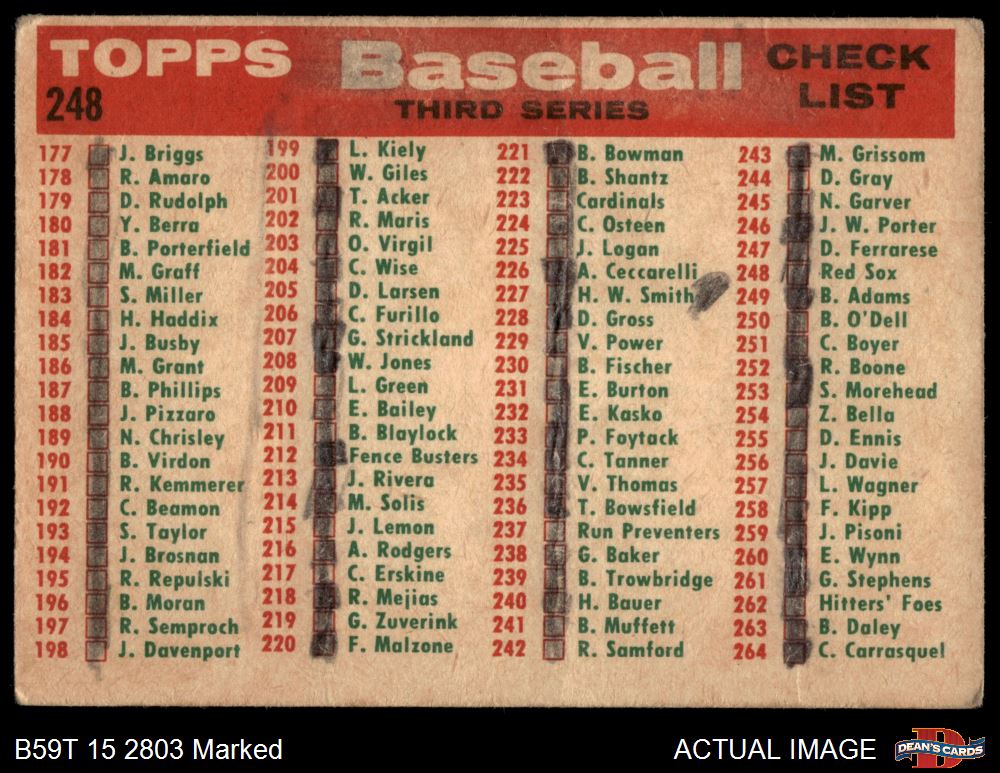 TOPPS Baseball CHECK LIST
248 THIRD SERIES
177 J. Briggs
178 R. Amaro
179 D. Rudolph
180 Y. Berra
181 B. Porterfield
182 M. Graff
183 S. Miller
184 H. Haddix
185 J. Busby
186 M. Grant
187 B. Phillips
188 J. Pizzaro
189 N. Chrisley
190 B. Virdon
191 R. Kemmerer
192 C. Beamon
193 S. Taylor
194 J. Brosnan
195 R. Repulski
196 B. Moran
197 R. Semproch
198 J. Davenport
199 L. Kiely
200 W. Giles
201 T. Acker
202 R. Maris
203 O. Virgil
204 C. Wise
205 D. Larsen
206 C. Furillo
207 G. Strickland
208 W. Jones
209 L. Green
210 E. Bailey
211 B. Blaylock
212 Fence Busters
213 J. Rivera
214 M. Solis
215 J. Lemon
216 A. Rodgers
217 C. Erskine
218 R. Mejias
219 G. Zuverink
220 F. Malzone
221 B. Bowman
222 B. Shantz
223 Cardinals
224 C. Osteen
225 J. Logan
226 A. Ceccarelli
227 H. W. Smith
228 D. Gross
229 V. Power
230 B. Fischer
231 E. Burton
232 E. Kasko
233 P. Foytack
234 C. Tanner
235 V. Thomas
236 T. Bowsfield
237 Run Preventers
238 G. Baker
239 B. Trowbridge
240 H. Bauer
241 B. Muffett
242 R. Samford
243 M. Grissom
244 D. Gray
245 N. Garver
246 J. W. Porter
247 D. Ferrarese
248 Red Sox
249 B. Adams
250 B. O'Dell
251 C. Boyer
252 R. Boone
253 S. Morehead
254 Z. Bella
255 D. Ennis
256 J. Davie
257 L. Wagner
258 F. Kipp
259 J. Pisoni
260 E. Wynn
261 G. Stephens
262 Hitters' Foes
263 B. Daley
264 C. Carrasquel
B59T 15 2803 Marked ACTUAL IMAGE DEAN'S CARDS